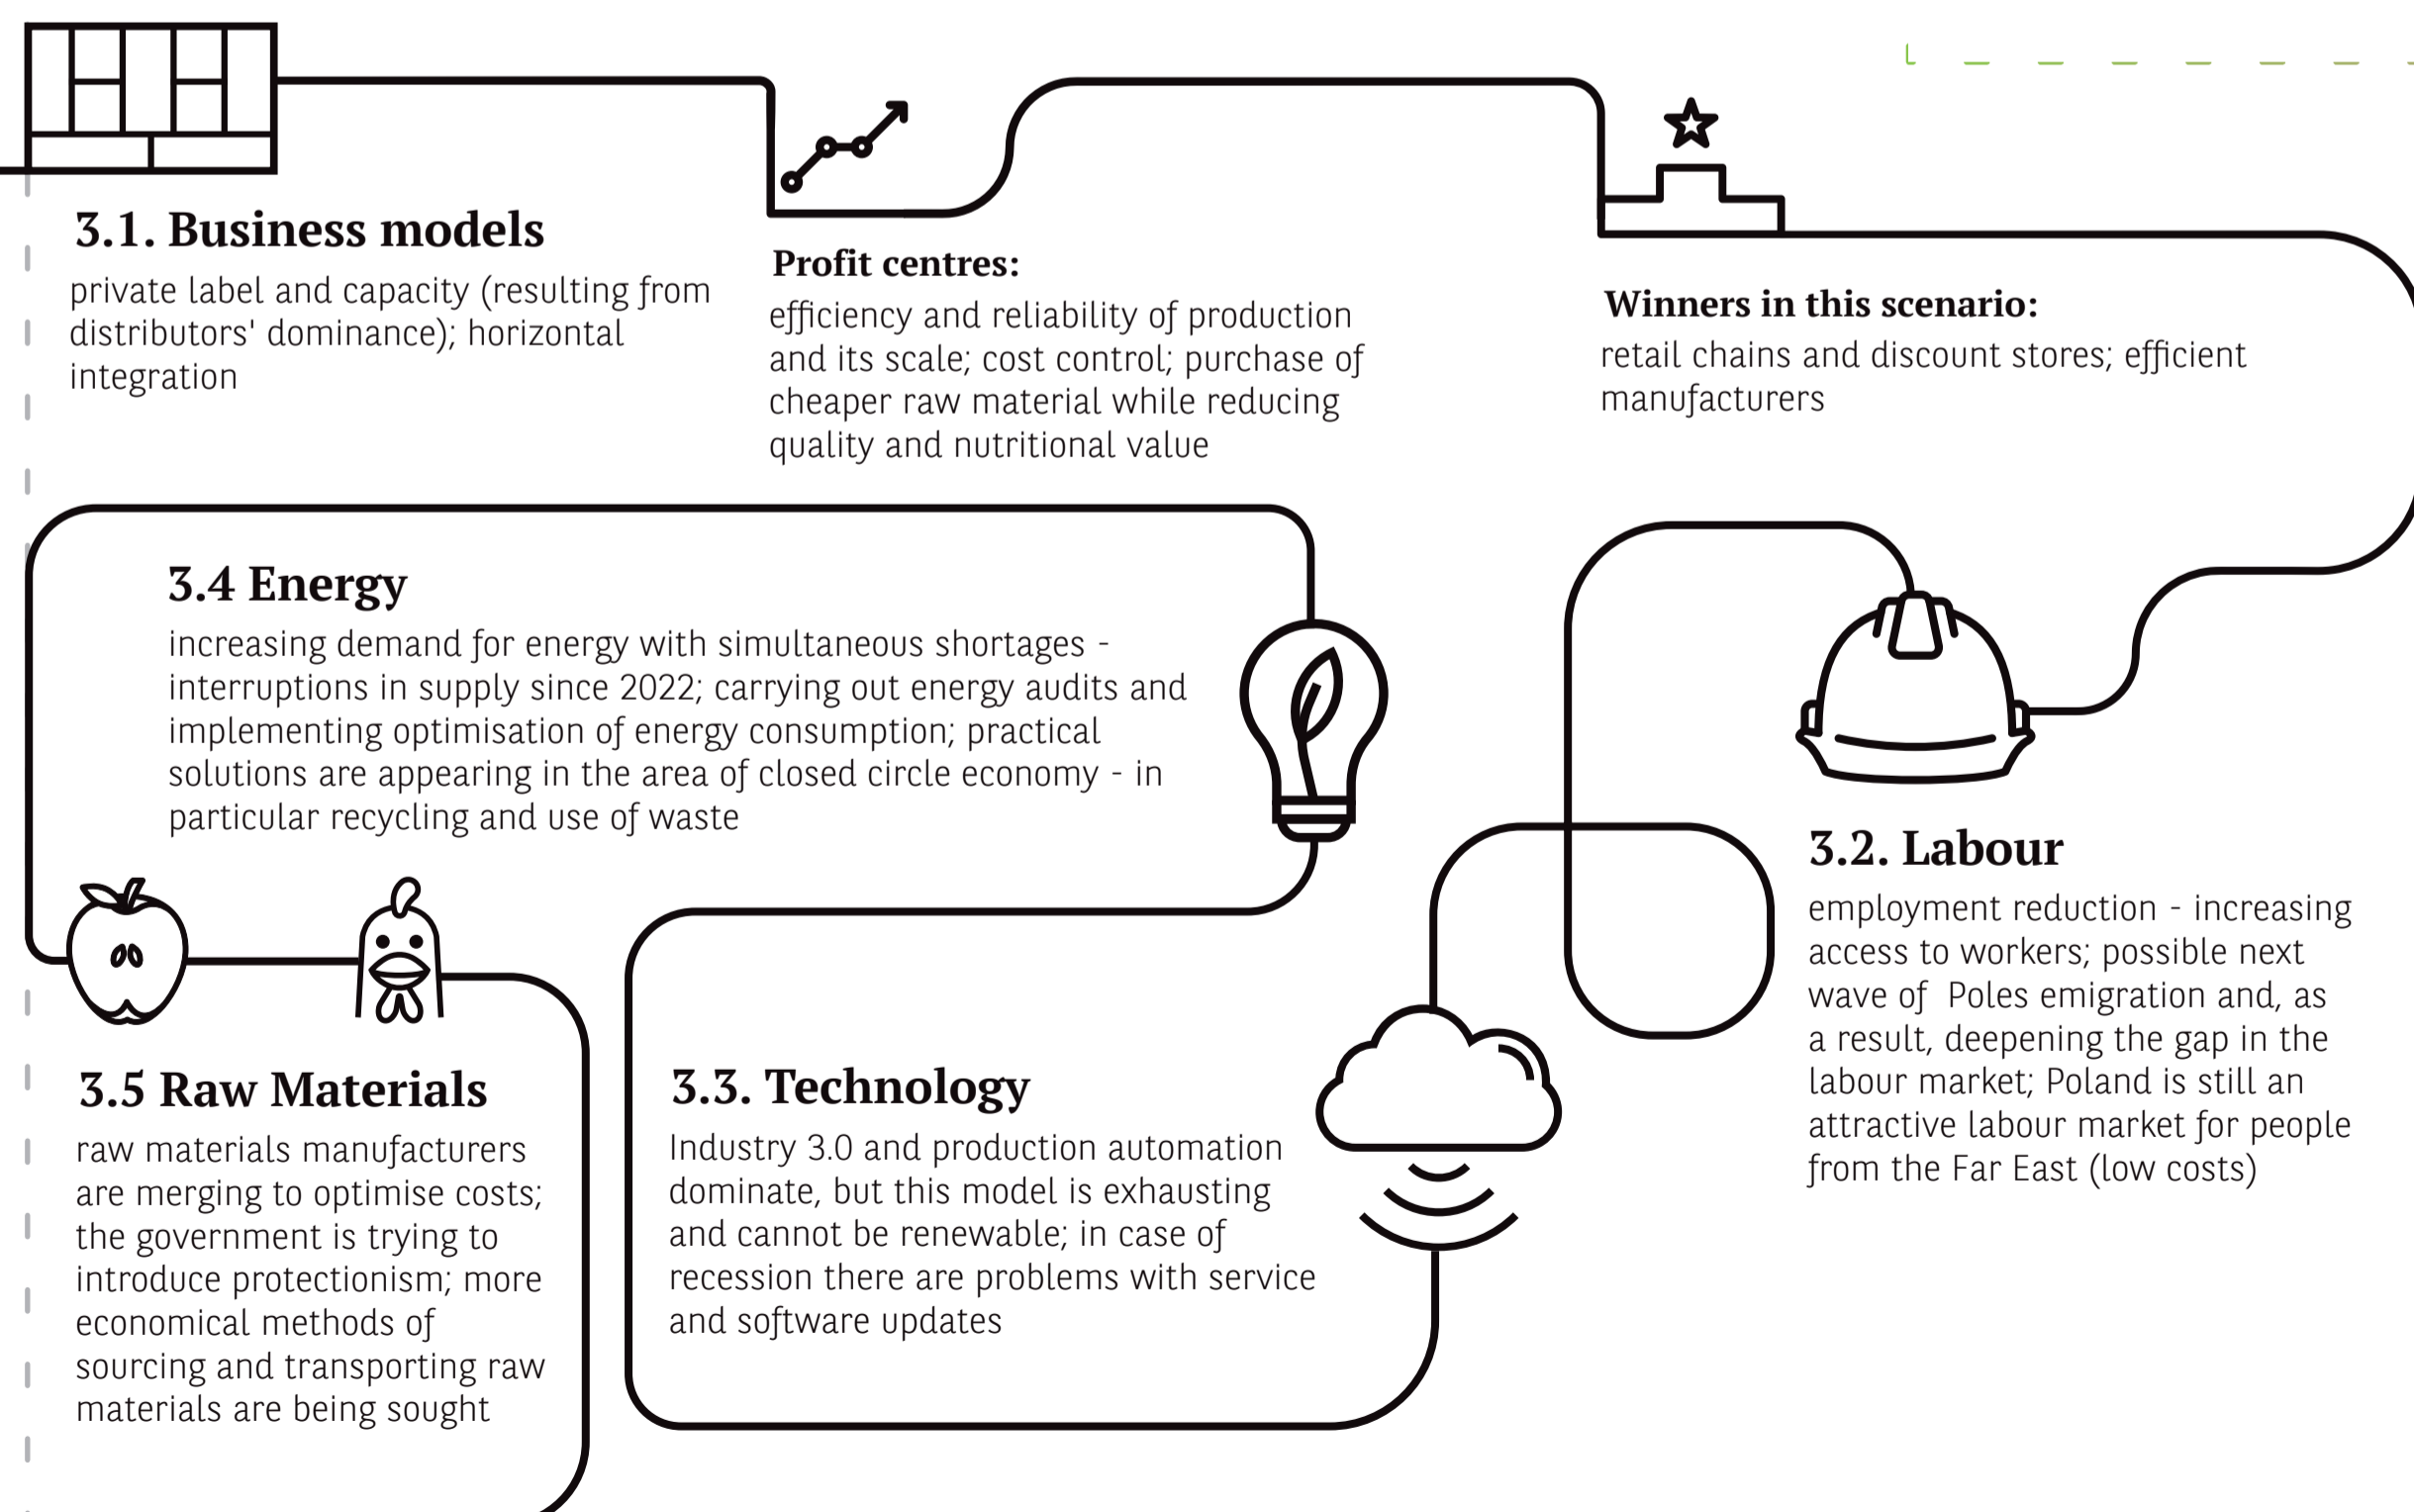 3.1. Business models
private label and capacity (resulting from
distributors' dominance); horizontal
integration
Profit centres:
efficiency and reliability of production
and its scale; cost control; purchase of
cheaper raw material while reducing
quality and nutritional value
Winners in this scenario:
retail chains and discount stores; efficient
manufacturers
3.2. Labour
employment reduction - increasing
access to workers; possible next
wave of  Poles emigration and, as
a result, deepening the gap in the
labour market; Poland is still an
attractive labour market for people
from the Far East (low costs)
3.3. Technology
Industry 3.0 and production automation
dominate, but this model is exhausting
and cannot be renewable; in case of
recession there are problems with service
and software updates
3.4 Energy
increasing demand for energy with simultaneous shortages -
interruptions in supply since 2022; carrying out energy audits and
implementing optimisation of energy consumption; practical
solutions are appearing in the area of closed circle economy - in
particular recycling and use of waste
3.5 Raw Materials
raw materials manufacturers
are merging to optimise costs;
the government is trying to
introduce protectionism; more
economical methods of
sourcing and transporting raw
materials are being sought